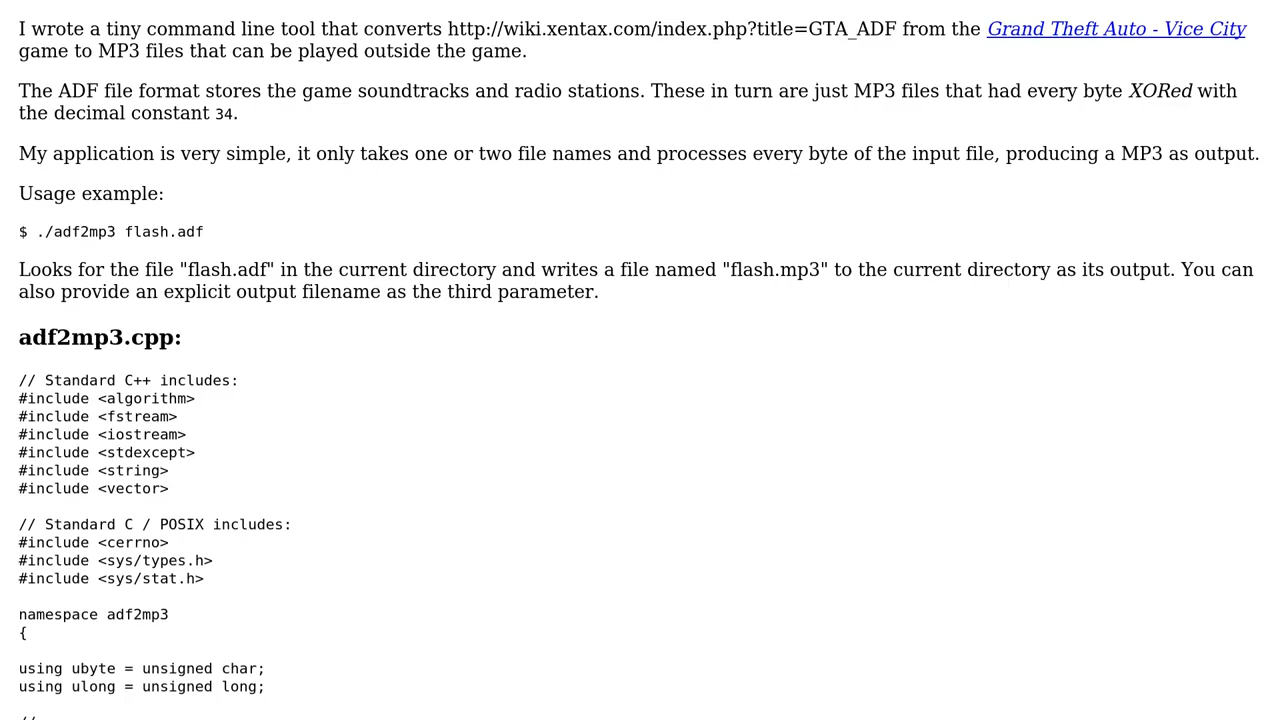 I wrote a tiny command line tool that converts http://wiki.xentax.com/index.php?title=GTA_ADF from the Grand Theft Auto - Vice City
game to MP3 files that can be played outside the game.
The ADF file format stores the game soundtracks and radio stations. These in turn are just MP3 files that had every byte XORed with
the decimal constant 34.
My application is very simple, it only takes one or two file names and processes every byte of the input file, producing a MP3 as output.
Usage example:
$ ./adf2mp3 flash.adf
Looks for the file "flash.adf" in the current directory and writes a file named "flash.mp3" to the current directory as its output. You can
also provide an explicit output filename as the third parameter.
adf2mp3.cpp:
// Standard C++ includes:
#include <algorithm>
#include <fstream>
#include <iostream>
#include <stdexcept>
#include <string>
#include <vector>
// Standard C / POSIX includes:
#include <cerrno>
#include <sys/types.h>
#include <sys/stat.h>
namespace adf2mp3
{
using ubyte = unsigned char;
using ulong = unsigned long;
//